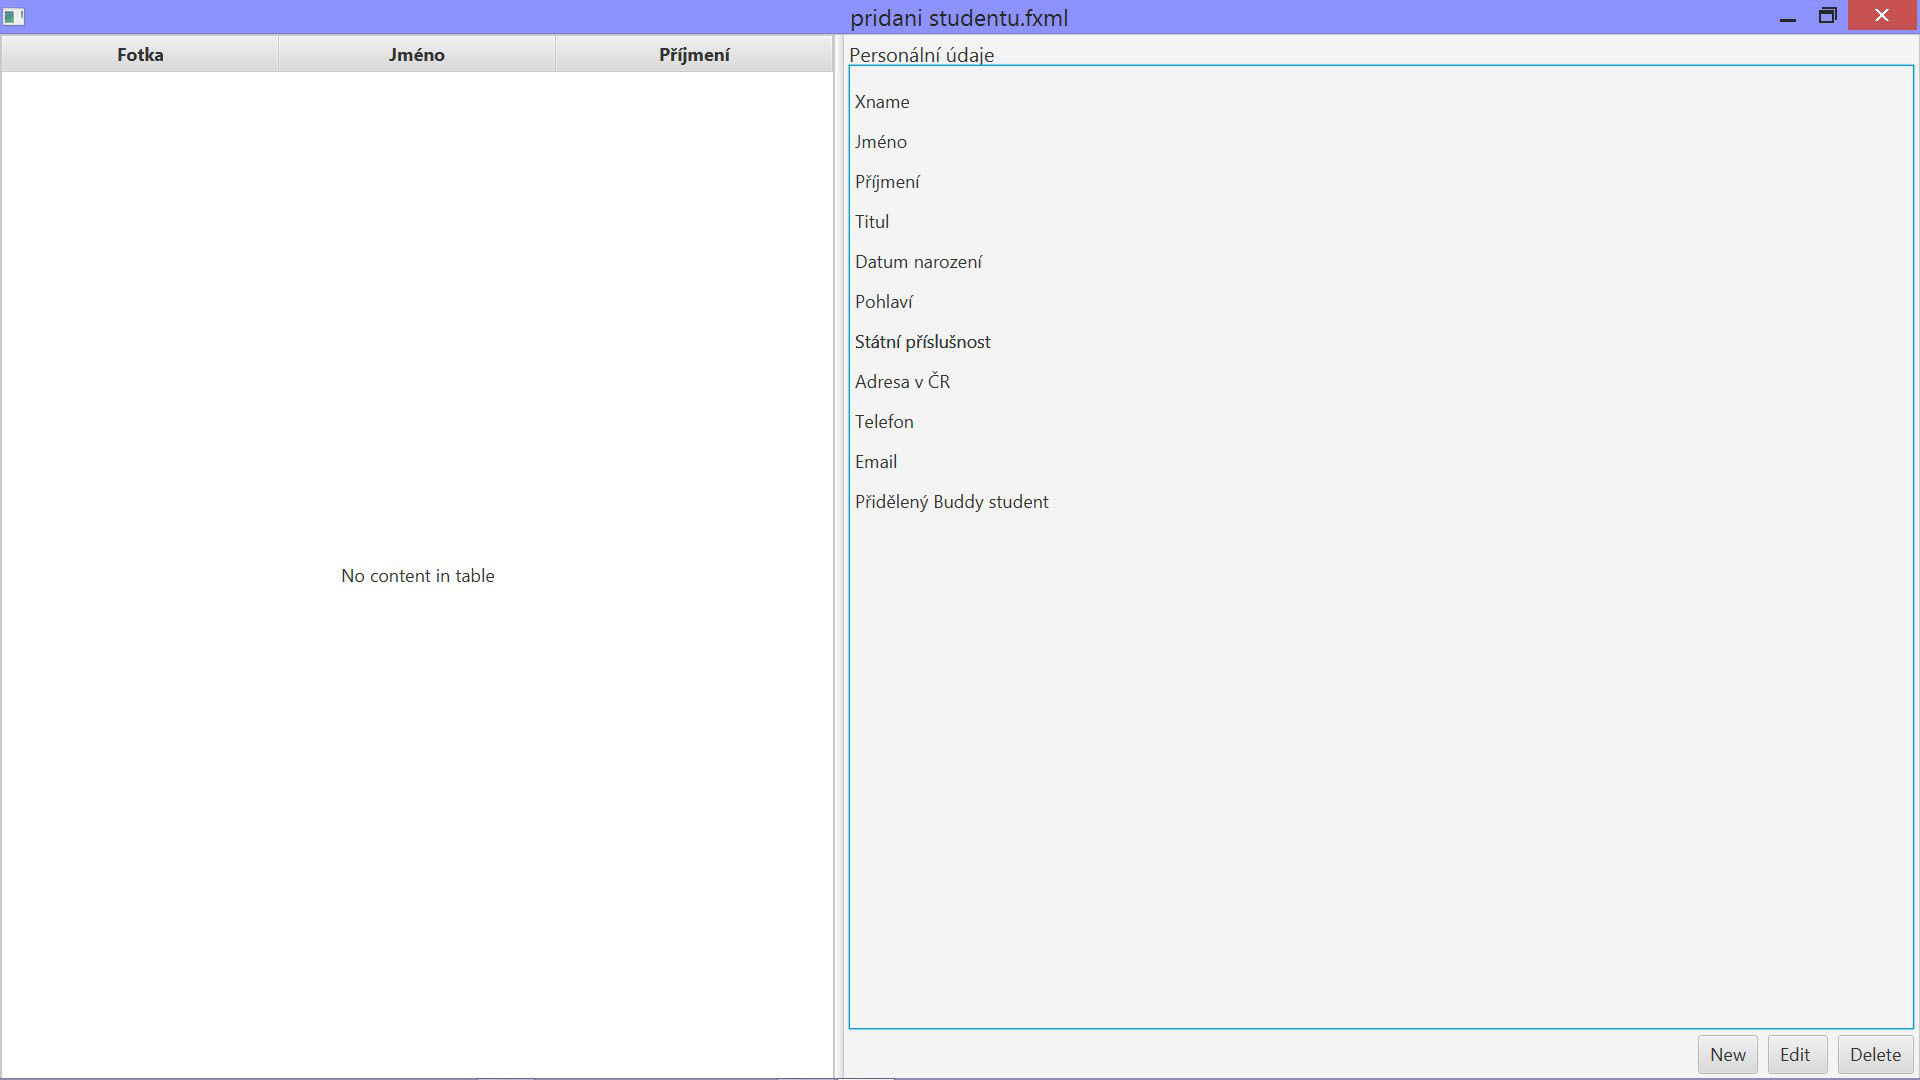 pridani studentu.fxml
Fotka Jméno Příjmení
No content in table
Personální údaje
Xname
Jméno
Příjmení
Titul
Datum narození
Pohlaví
Státní příslušnost
Adresa v ČR
Telefon
Email
Přidělený Buddy student
New Edit Delete